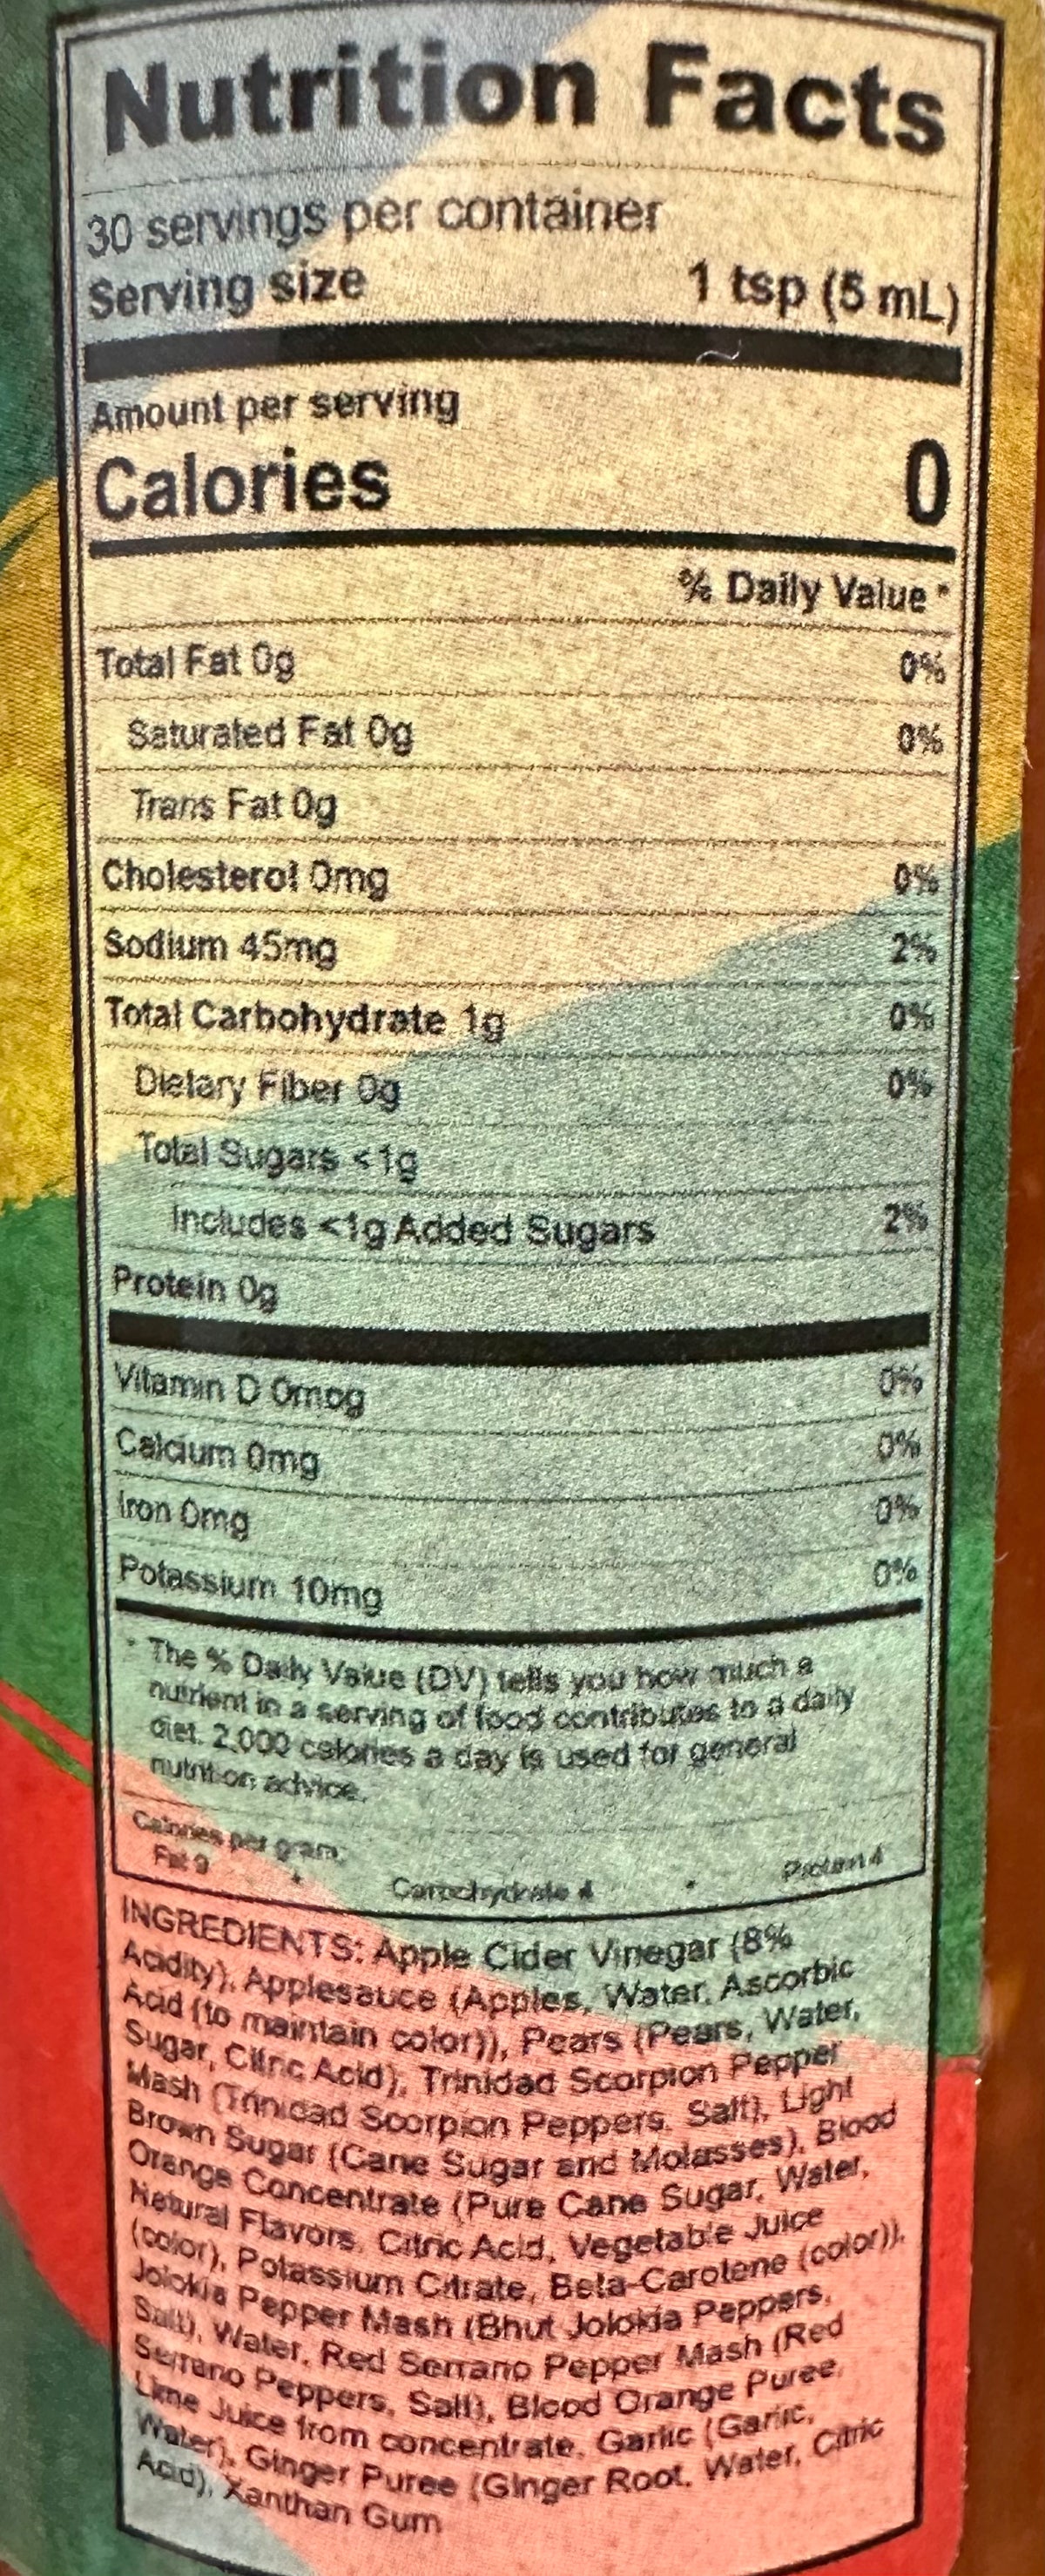 Nutrition Facts
30 servings per container
Serving size 1 tsp (5 mL)
Amount per serving
Calories 0
% Daily Value *
Total Fat 0g 0%
Saturated Fat 0g 0%
Trans Fat 0g
Cholesterol 0mg 0%
Sodium 45mg 2%
Total Carbohydrate 1g 0%
Dietary Fiber 0g 0%
Total Sugars <1g
Includes <1g Added Sugars 2%
Protein 0g
Vitamin D 0mcg 0%
Calcium 0mg 0%
Iron 0mg 0%
Potassium 10mg 0%
* The % Daily Value (DV) tells you how much a
nutrient in a serving of food contributes to a daily
diet. 2,000 calories a day is used for general
nutrition advice.
Calories per gram:
Fat 9 • Carbohydrate 4 • Protein 4
INGREDIENTS: Apple Cider Vinegar (8%
Acidity), Applesauce (Apples, Water, Ascorbic
Acid (to maintain color)), Pears (Pears, Water,
Sugar, Citric Acid), Trinidad Scorpion Pepper
Mash (Trinidad Scorpion Peppers, Salt), Light
Brown Sugar (Cane Sugar and Molasses), Blood
Orange Concentrate (Pure Cane Sugar, Water,
Natural Flavors, Citric Acid, Vegetable Juice
(color), Potassium Citrate, Beta-Carotene (color)),
Jolokia Pepper Mash (Bhut Jolokia Peppers,
Salt), Water, Red Serrano Pepper Mash (Red
Serrano Peppers, Salt), Blood Orange Puree,
Lime Juice from concentrate, Garlic (Garlic,
Water), Ginger Puree (Ginger Root, Water, Citric
Acid), Xanthan Gum